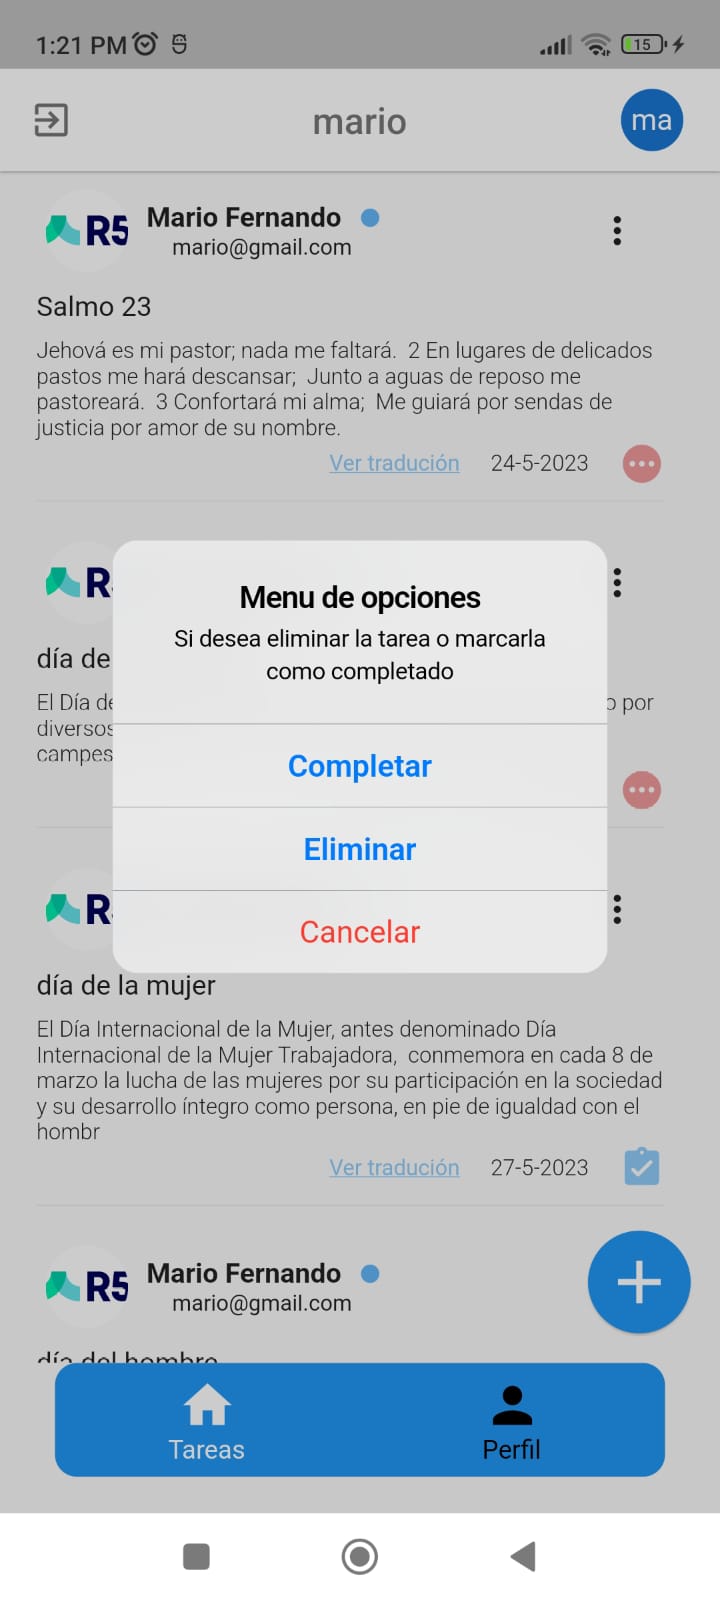 1:21 PM
15
mario
ma
R5
Mario Fernando
mario@gmail.com
Salmo 23
Jehová es mi pastor; nada me faltará.  2 En lugares de delicados
pastos me hará descansar;  Junto a aguas de reposo me
pastoreará.  3 Confortará mi alma;  Me guiará por sendas de
justicia por amor de su nombre.
Ver tradución 24-5-2023
día de
El Día de
por
diversos
Menu de opciones
Si desea eliminar la tarea o marcarla
como completado
Completar
Eliminar
Cancelar
día de la mujer
El Día Internacional de la Mujer, antes denominado Día
Internacional de la Mujer Trabajadora,  conmemora en cada 8 de
marzo la lucha de las mujeres por su participación en la sociedad
y su desarrollo íntegro como persona, en pie de igualdad con el
hombr
Ver tradución 27-5-2023
R5
Mario Fernando
mario@gmail.com
día del hombre
Tareas
Perfil